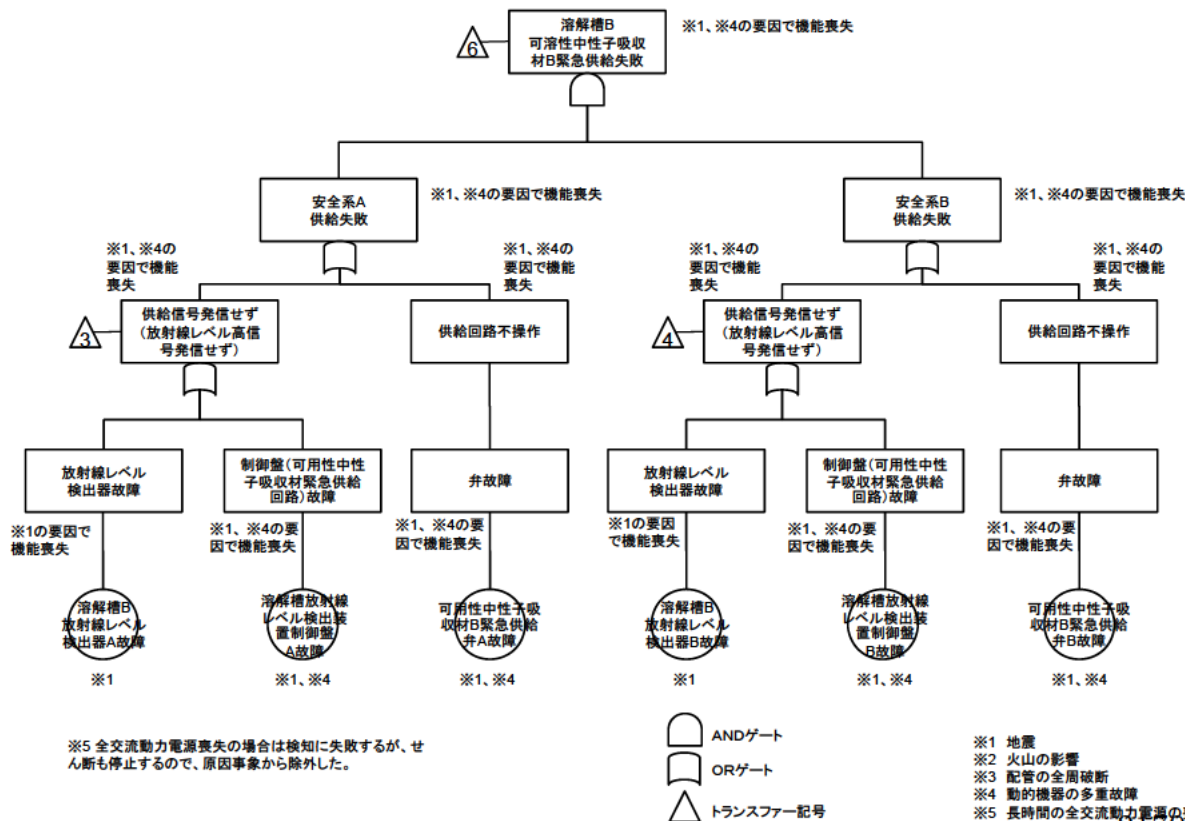 溶解槽B
可溶性中性子吸収
材B緊急供給失敗
※1、※4の要因で機能喪失
6
安全系A
供給失敗
※1、※4の要因で機能喪失
安全系B
供給失敗
※1、※4の要因で機能喪失
※1、※4の
要因で機能
喪失
※1、※4の
要因で機能
喪失
※1、※4の
要因で機能
喪失
※1、※4の
要因で機能
喪失
3
供給信号発信せず
(放射線レベル高信
号発信せず)
供給回路不操作
4
供給信号発信せず
(放射線レベル高信
号発信せず)
供給回路不操作
放射線レベル
検出器故障
制御盤(可用性中性
子吸収材緊急供給
回路)故障
弁故障
放射線レベル
検出器故障
制御盤(可用性中性
子吸収材緊急供給
回路)故障
弁故障
※1の要因で
機能喪失
※1、※4の要
因で機能喪失
※1、※4の要
因で機能喪失
※1の要因
で機能喪失
※1、※4の要
因で機能喪失
※1、※4の要
因で機能喪失
溶解槽B
放射線レベル
検出器A故障
溶解槽放射線
レベル検出装
置制御盤
A故障
可用性中性子吸
収材B緊急供給
弁A故障
溶解槽B
放射線レベル
検出器B故障
溶解槽放射線
レベル検出装
置制御盤
B故障
可用性中性子吸
収材B緊急供給
弁B故障
※1
※1、※4
※1、※4
※1
※1、※4
※1、※4
※5 全交流動力電源喪失の場合は検知に失敗するが、せ
ん断も停止するので、原因事象から除外した。
ANDゲート
ORゲート
トランスファー記号
※1 地震
※2 火山の影響
※3 配管の全周破断
※4 動的機器の多重故障
※5 長時間の全交流動力電源の